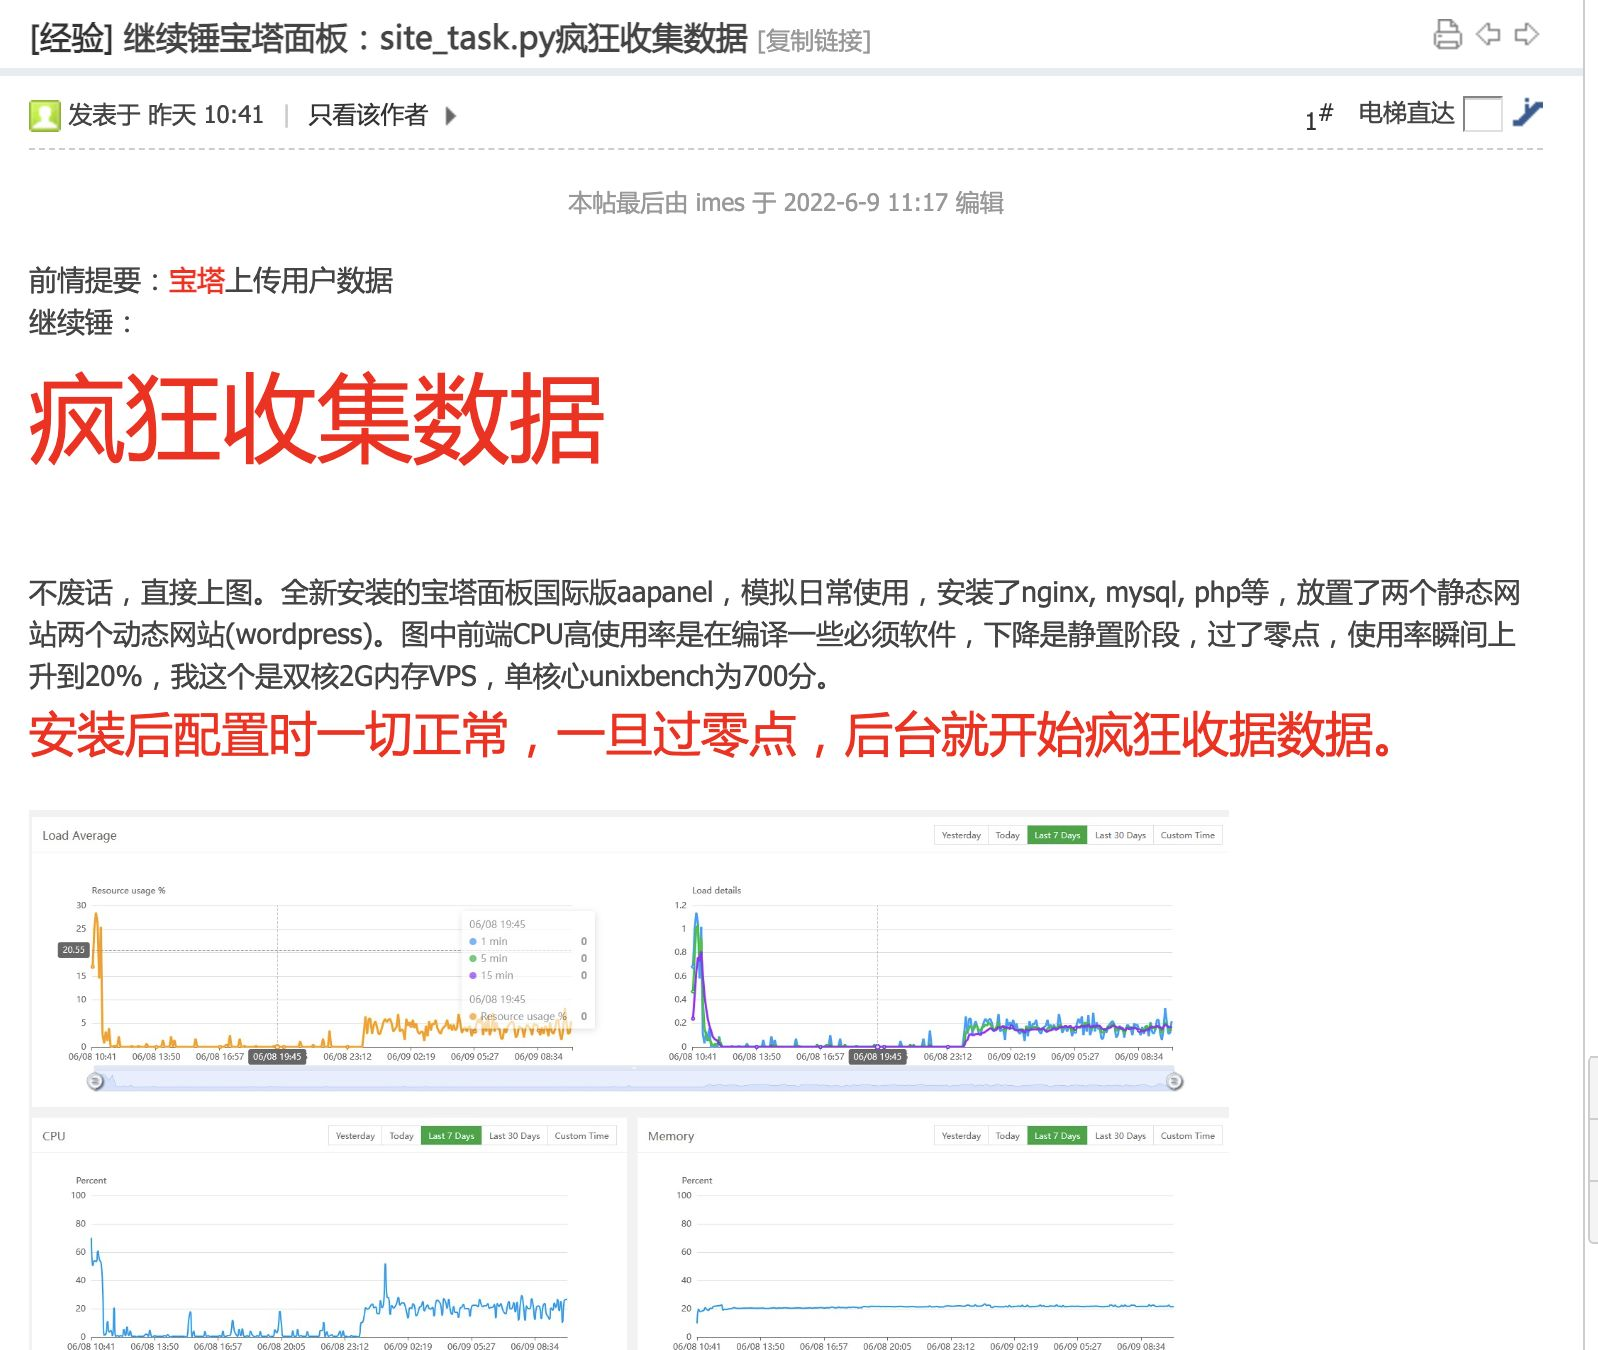 [经验] 继续锤宝塔面板：site_task.py疯狂收集数据 [复制链接]
发表于 昨天 10:41 | 只看该作者
1# 电梯直达
本帖最后由 imes 于 2022-6-9 11:17 编辑
前情提要：宝塔上传用户数据
继续锤：
疯狂收集数据
不废话，直接上图。全新安装的宝塔面板国际版aapanel，模拟日常使用，安装了nginx, mysql, php等，放置了两个静态网
站两个动态网站(wordpress)。图中前端CPU高使用率是在编译一些必须软件，下降是静置阶段，过了零点，使用率瞬间上
升到20%，我这个是双核2G内存VPS，单核心unixbench为700分。
安装后配置时一切正常，一旦过零点，后台就开始疯狂收据数据。
Load Average
Yesterday Today Last 7 Days Last 30 Days Custom Time
Resource usage %
30
25
20.55
15
10
5
0
06/08 10:41 06/08 13:50 06/08 16:57 06/08 19:45 06/08 23:12 06/09 02:19 06/09 05:27 06/09 08:34
06/08 19:45
1 min 0
5 min 0
15 min 0
06/08 19:45
Resource usage % 0
Load details
1.2
1
0.8
0.6
0.4
0.2
0
06/08 10:41 06/08 13:50 06/08 16:57 06/08 19:45 06/08 23:12 06/09 02:19 06/09 05:27 06/09 08:34
CPU
Yesterday Today Last 7 Days Last 30 Days Custom Time
Percent
100
80
60
40
20
0
06/08 10:41 06/08 13:50 06/08 16:57 06/08 20:05 06/08 23:12 06/09 02:19 06/09 05:27 06/09 08:34
Memory
Yesterday Today Last 7 Days Last 30 Days Custom Time
Percent
100
80
60
40
20
0
06/08 10:41 06/08 13:50 06/08 16:57 06/08 20:05 06/08 23:12 06/09 02:19 06/09 05:27 06/09 08:34